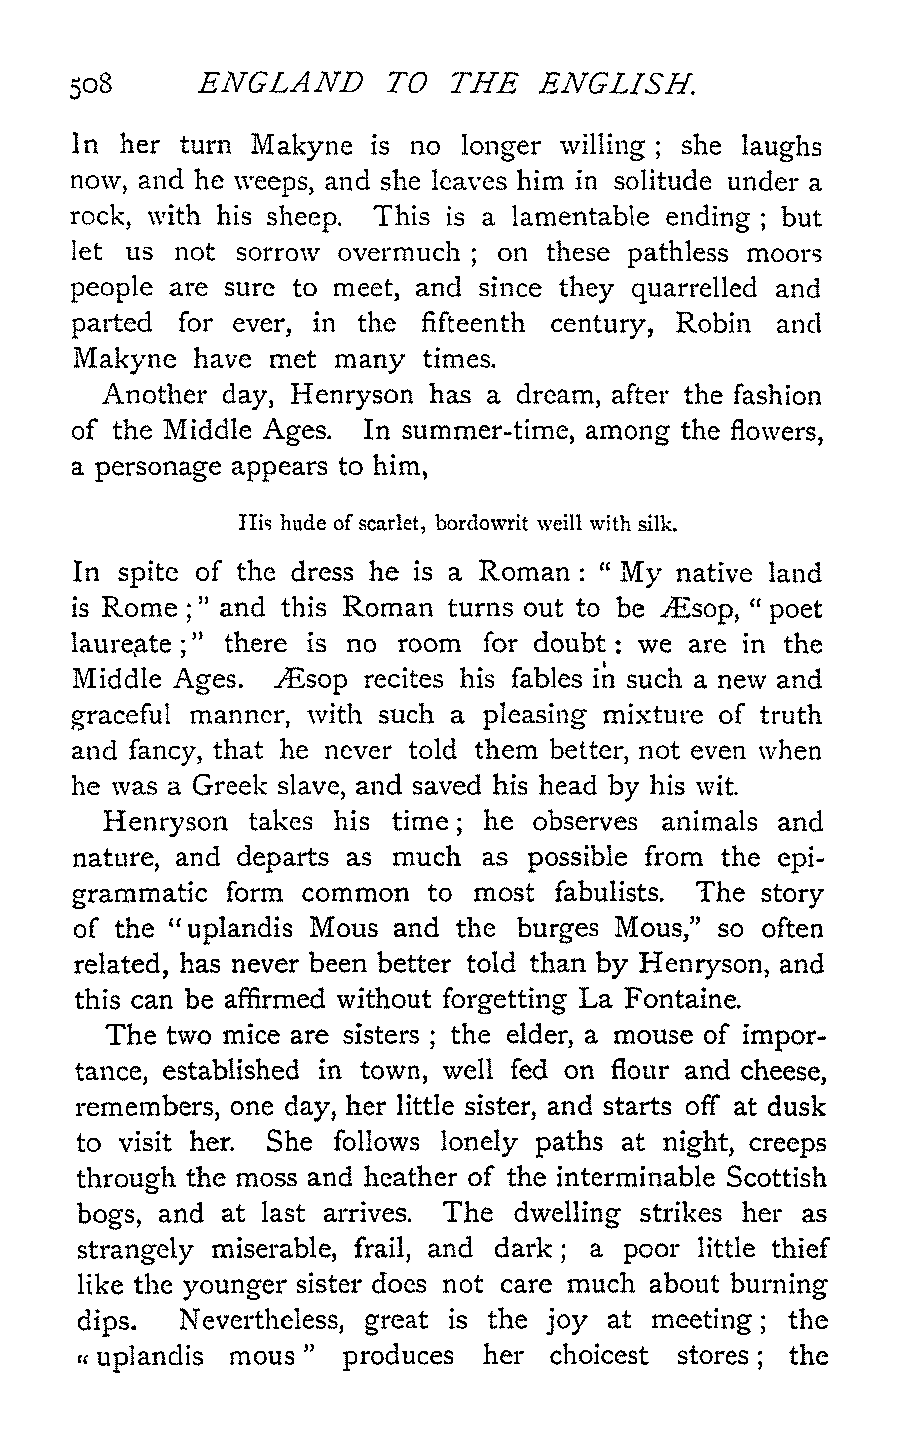 508 ENGLAND TO THE ENGLISH.
In her turn Makyne is no longer willing ; she laughs
now, and he weeps, and she leaves him in solitude under a
rock, with his sheep. This is a lamentable ending ; but
let us not sorrow overmuch ; on these pathless moors
people are sure to meet, and since they quarrelled and
parted for ever, in the fifteenth century, Robin and
Makyne have met many times.
Another day, Henryson has a dream, after the fashion
of the Middle Ages. In summer-time, among the flowers,
a personage appears to him,
His hude of scarlet, bordowrit weill with silk.
In spite of the dress he is a Roman : “ My native land
is Rome ; ” and this Roman turns out to be Æsop, “ poet
laureate ; ” there is no room for doubt : we are in the
Middle Ages. Æsop recites his fables in such a new and
graceful manner, with such a pleasing mixture of truth
and fancy, that he never told them better, not even when
he was a Greek slave, and saved his head by his wit.
Henryson takes his time ; he observes animals and
nature, and departs as much as possible from the epi-
grammatic form common to most fabulists. The story
of the “ uplandis Mous and the burges Mous,” so often
related, has never been better told than by Henryson, and
this can be affirmed without forgetting La Fontaine.
The two mice are sisters ; the elder, a mouse of impor-
tance, established in town, well fed on flour and cheese,
remembers, one day, her little sister, and starts off at dusk
to visit her. She follows lonely paths at night, creeps
through the moss and heather of the interminable Scottish
bogs, and at last arrives. The dwelling strikes her as
strangely miserable, frail, and dark ; a poor little thief
like the younger sister does not care much about burning
dips. Nevertheless, great is the joy at meeting ; the
“ uplandis mous ” produces her choicest stores ; the